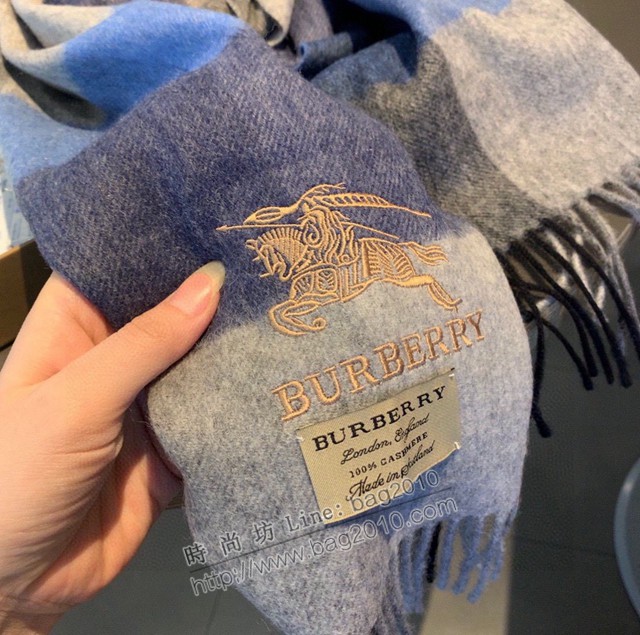 BURBERRY
BURBERRY
London, England
100% CASHMERE
Made in Scotland
時尚坊 Line: bag2010
http://www.bag2010.com